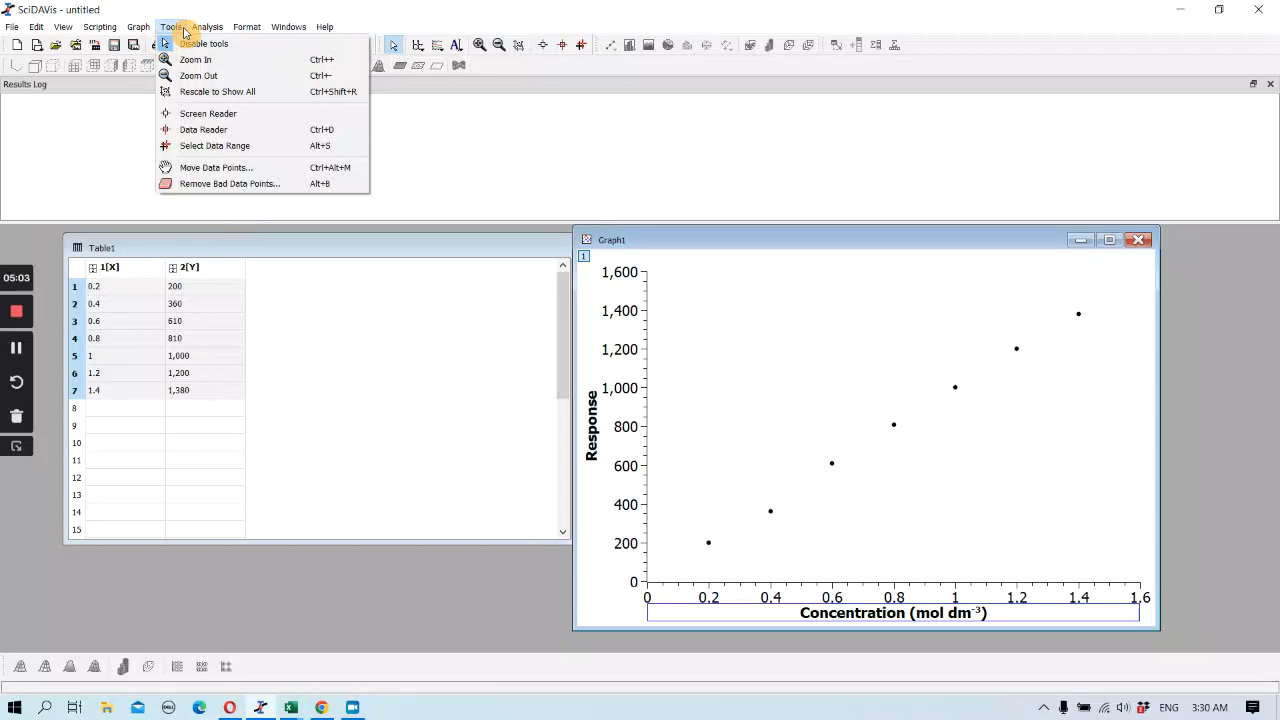 SciDAVis - untitled
File Edit View Scripting Graph Tools Analysis Format Windows Help
Disable tools
Zoom In Ctrl++
Zoom Out Ctrl+-
Rescale to Show All Ctrl+Shift+R
Screen Reader
Data Reader Ctrl+D
Select Data Range Alt+S
Move Data Points... Ctrl+Alt+M
Remove Bad Data Points... Alt+B
Results Log
05:03
Table1
1[X] 2[Y]
1 0.2 200
2 0.4 360
3 0.6 610
4 0.8 810
5 1 1,000
6 1.2 1,200
7 1.4 1,380
8
9
10
11
12
13
14
15
Graph1
1
1,600
1,400
1,200
1,000
800
600
400
200
0
Response
0 0.2 0.4 0.6 0.8 1 1.2 1.4 1.6
Concentration (mol dm-3)
ENG 3:30 AM